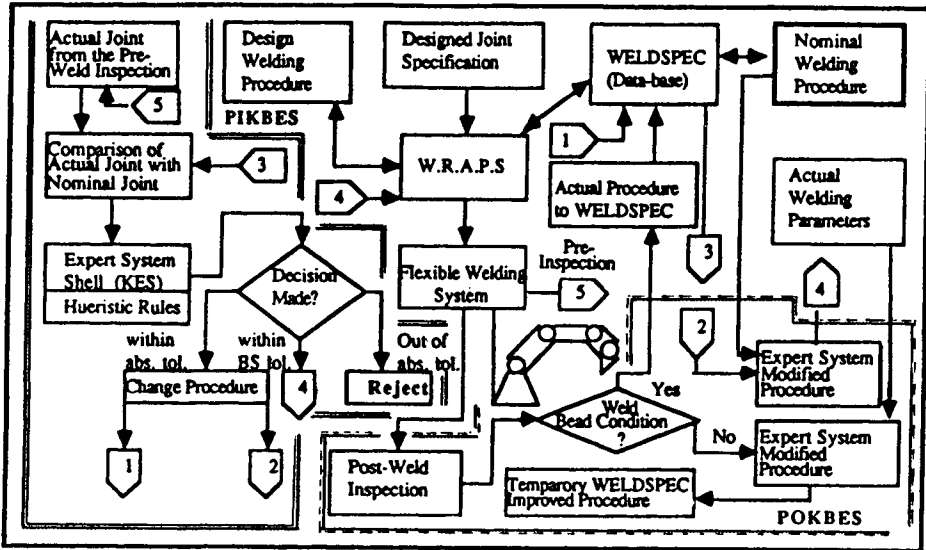 Actual Joint
from the Pre-
Weld Inspection
5
Design
Welding
Procedure
PIKBES
Designed Joint
Specification
WELDSPEC
(Data-base)
Nominal
Welding
Procedure
1
Comparison of
Actual Joint with
Nominal Joint
3
W.R.A.P.S
4
Actual Procedure
to WELDSPEC
3
Actual
Welding
Parameters
Expert System
Shell (KES)
Hueristic Rules
Decision
Made?
Flexible Welding
System
Pre-
Inspection
5
4
2
within
abs. tol.
within
BS tol.
Out of
abs. tol.
Change Procedure
4
Reject
Expert System
Modified
Procedure
Yes
Weld
Bead Condition
?
No
1
2
Post-Weld
Inspection
Expert System
Modified
Procedure
Temparory WELDSPEC
Improved Procedure
POKBES